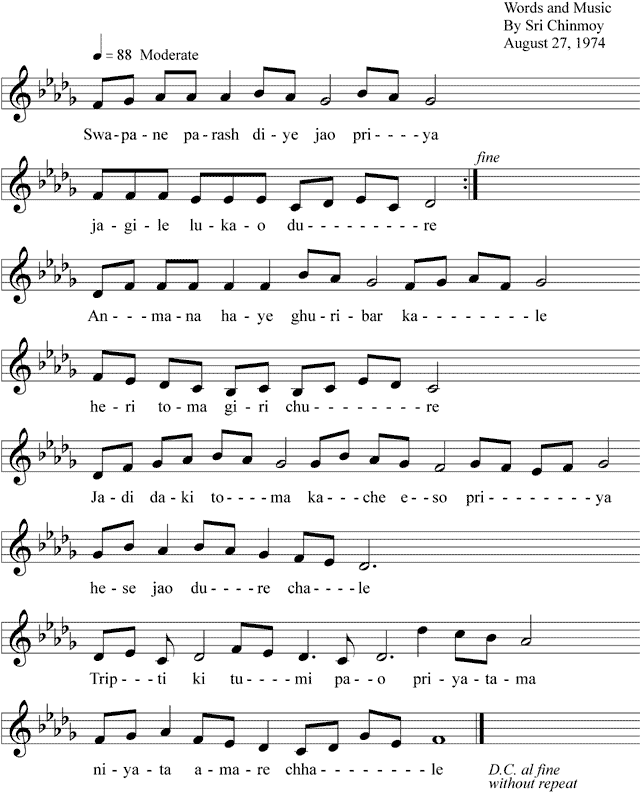 Words and Music
By Sri Chinmoy
August 27, 1974
= 88 Moderate
Swa-pa-ne pa-rash di-ye jao pri----ya
fine
ja-gi-le lu-ka-o du---------re
An---ma-na ha-ye ghu-ri-bar ka-------le
he-ri to-ma gi-ri chu--------re
Ja-di da-ki to----ma ka-che e-so pri-------ya
he-se jao du----re cha---le
Trip---ti ki tu----mi pa--o pri-ya-ta-ma
ni-ya-ta a-ma-re chha-------le
D.C. al fine
without repeat